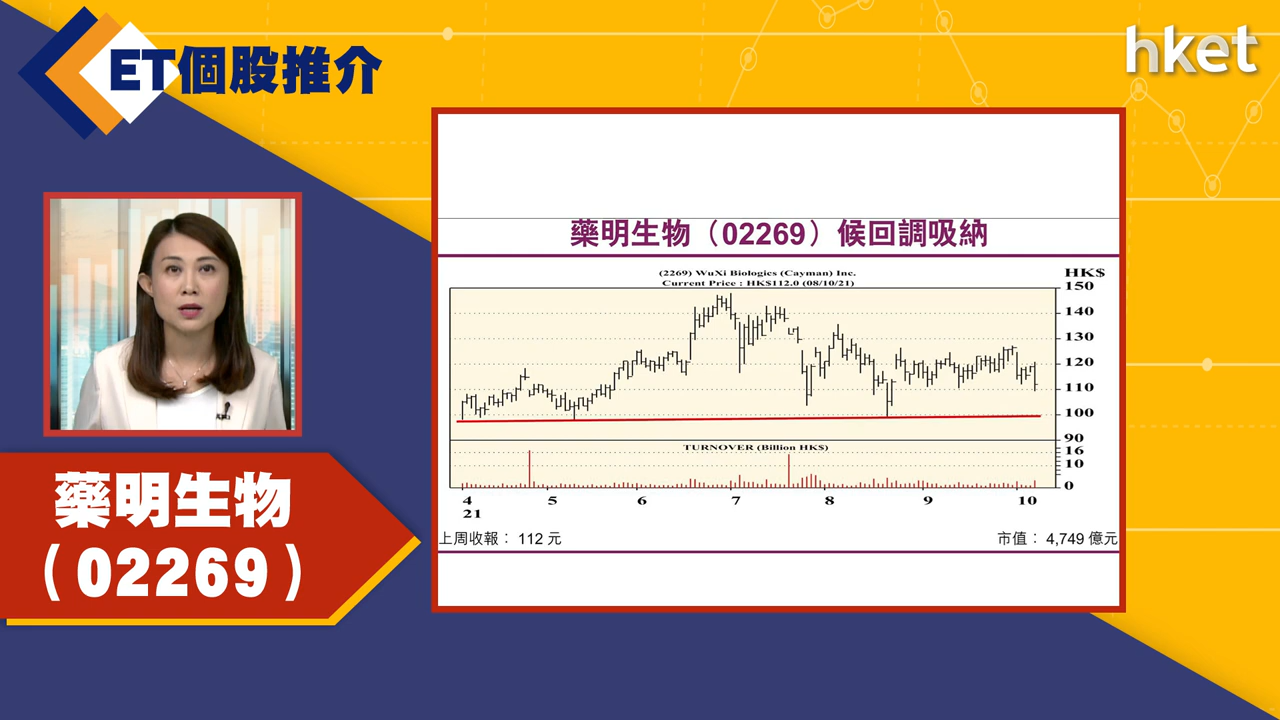 ET個股推介
hket
藥明生物
(02269)
藥明生物（02269）候回調吸納
(2269) WuXi Biologics (Cayman) Inc.
Current Price : HK$112.0 (08/10/21)
HK$
150
140
130
120
110
100
90
TURNOVER (Billion HK$)
16
10
0
4 5 6 7 8 9 10
21
上周收報： 112 元
市值： 4,749 億元